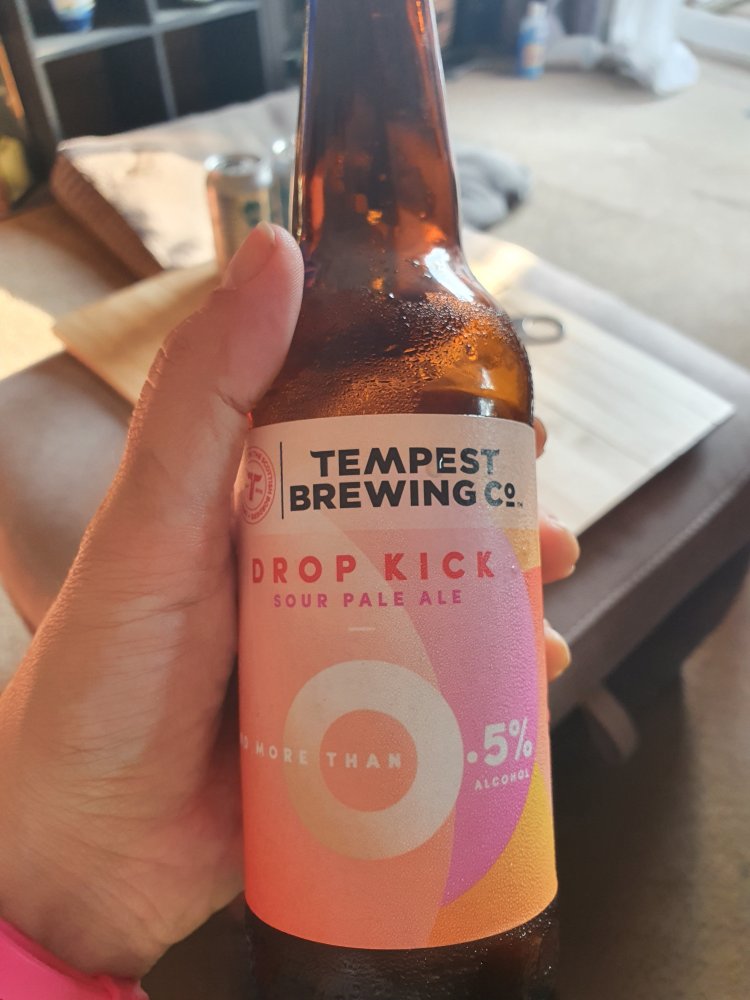 TEMPEST
BREWING Co.
DROP KICK
SOUR PALE ALE
MORE THAN
0.5%
ALCOHOL